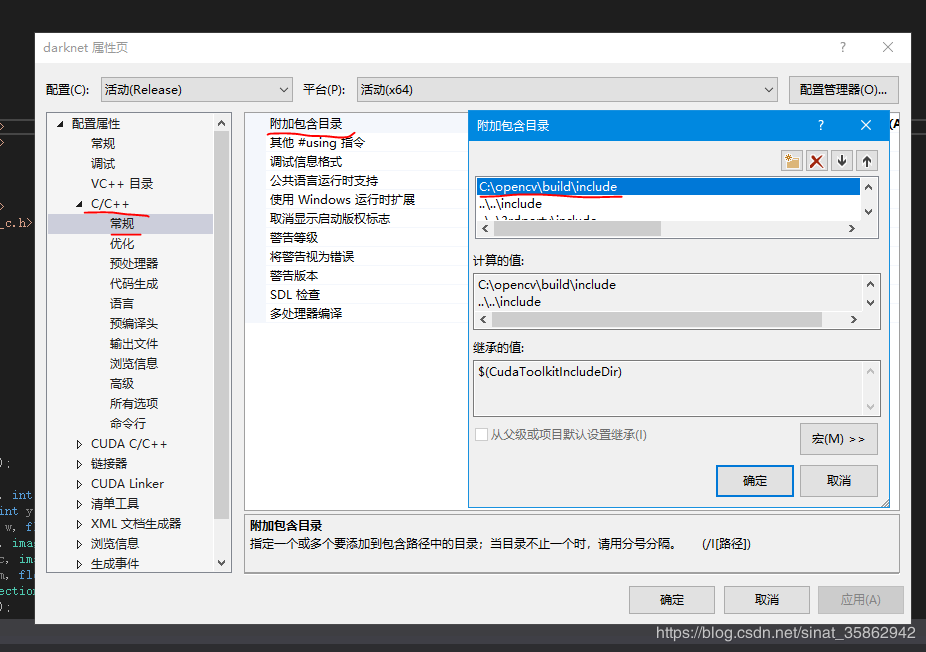 darknet 属性页
配置(C):
活动(Release)
平台(P):
活动(x64)
配置管理器(O)...
配置属性
常规
调试
VC++ 目录
C/C++
常规
优化
预处理器
代码生成
语言
预编译头
输出文件
浏览信息
高级
所有选项
命令行
CUDA C/C++
链接器
CUDA Linker
清单工具
XML 文档生成器
浏览信息
生成事件
附加包含目录
其他 #using 指令
调试信息格式
公共语言运行时支持
使用 Windows 运行时扩展
取消显示启动版权标志
警告等级
将警告视为错误
警告版本
SDL 检查
多处理器编译
附加包含目录
C:\opencv\build\include
..\..\include
..\..\3rdparty\include
计算的值:
C:\opencv\build\include
..\..\include
继承的值:
$(CudaToolkitIncludeDir)
从父级或项目默认设置继承(I)
宏(M) >>
确定
取消
附加包含目录
指定一个或多个要添加到包含路径中的目录；当目录不止一个时，请用分号分隔。 (/I[路径])
确定
取消
应用(A)
_c.h>
);
, int
int y
w, f
, ima
c, im
m, fl
ection
);
https://blog.csdn.net/sinat_35862942